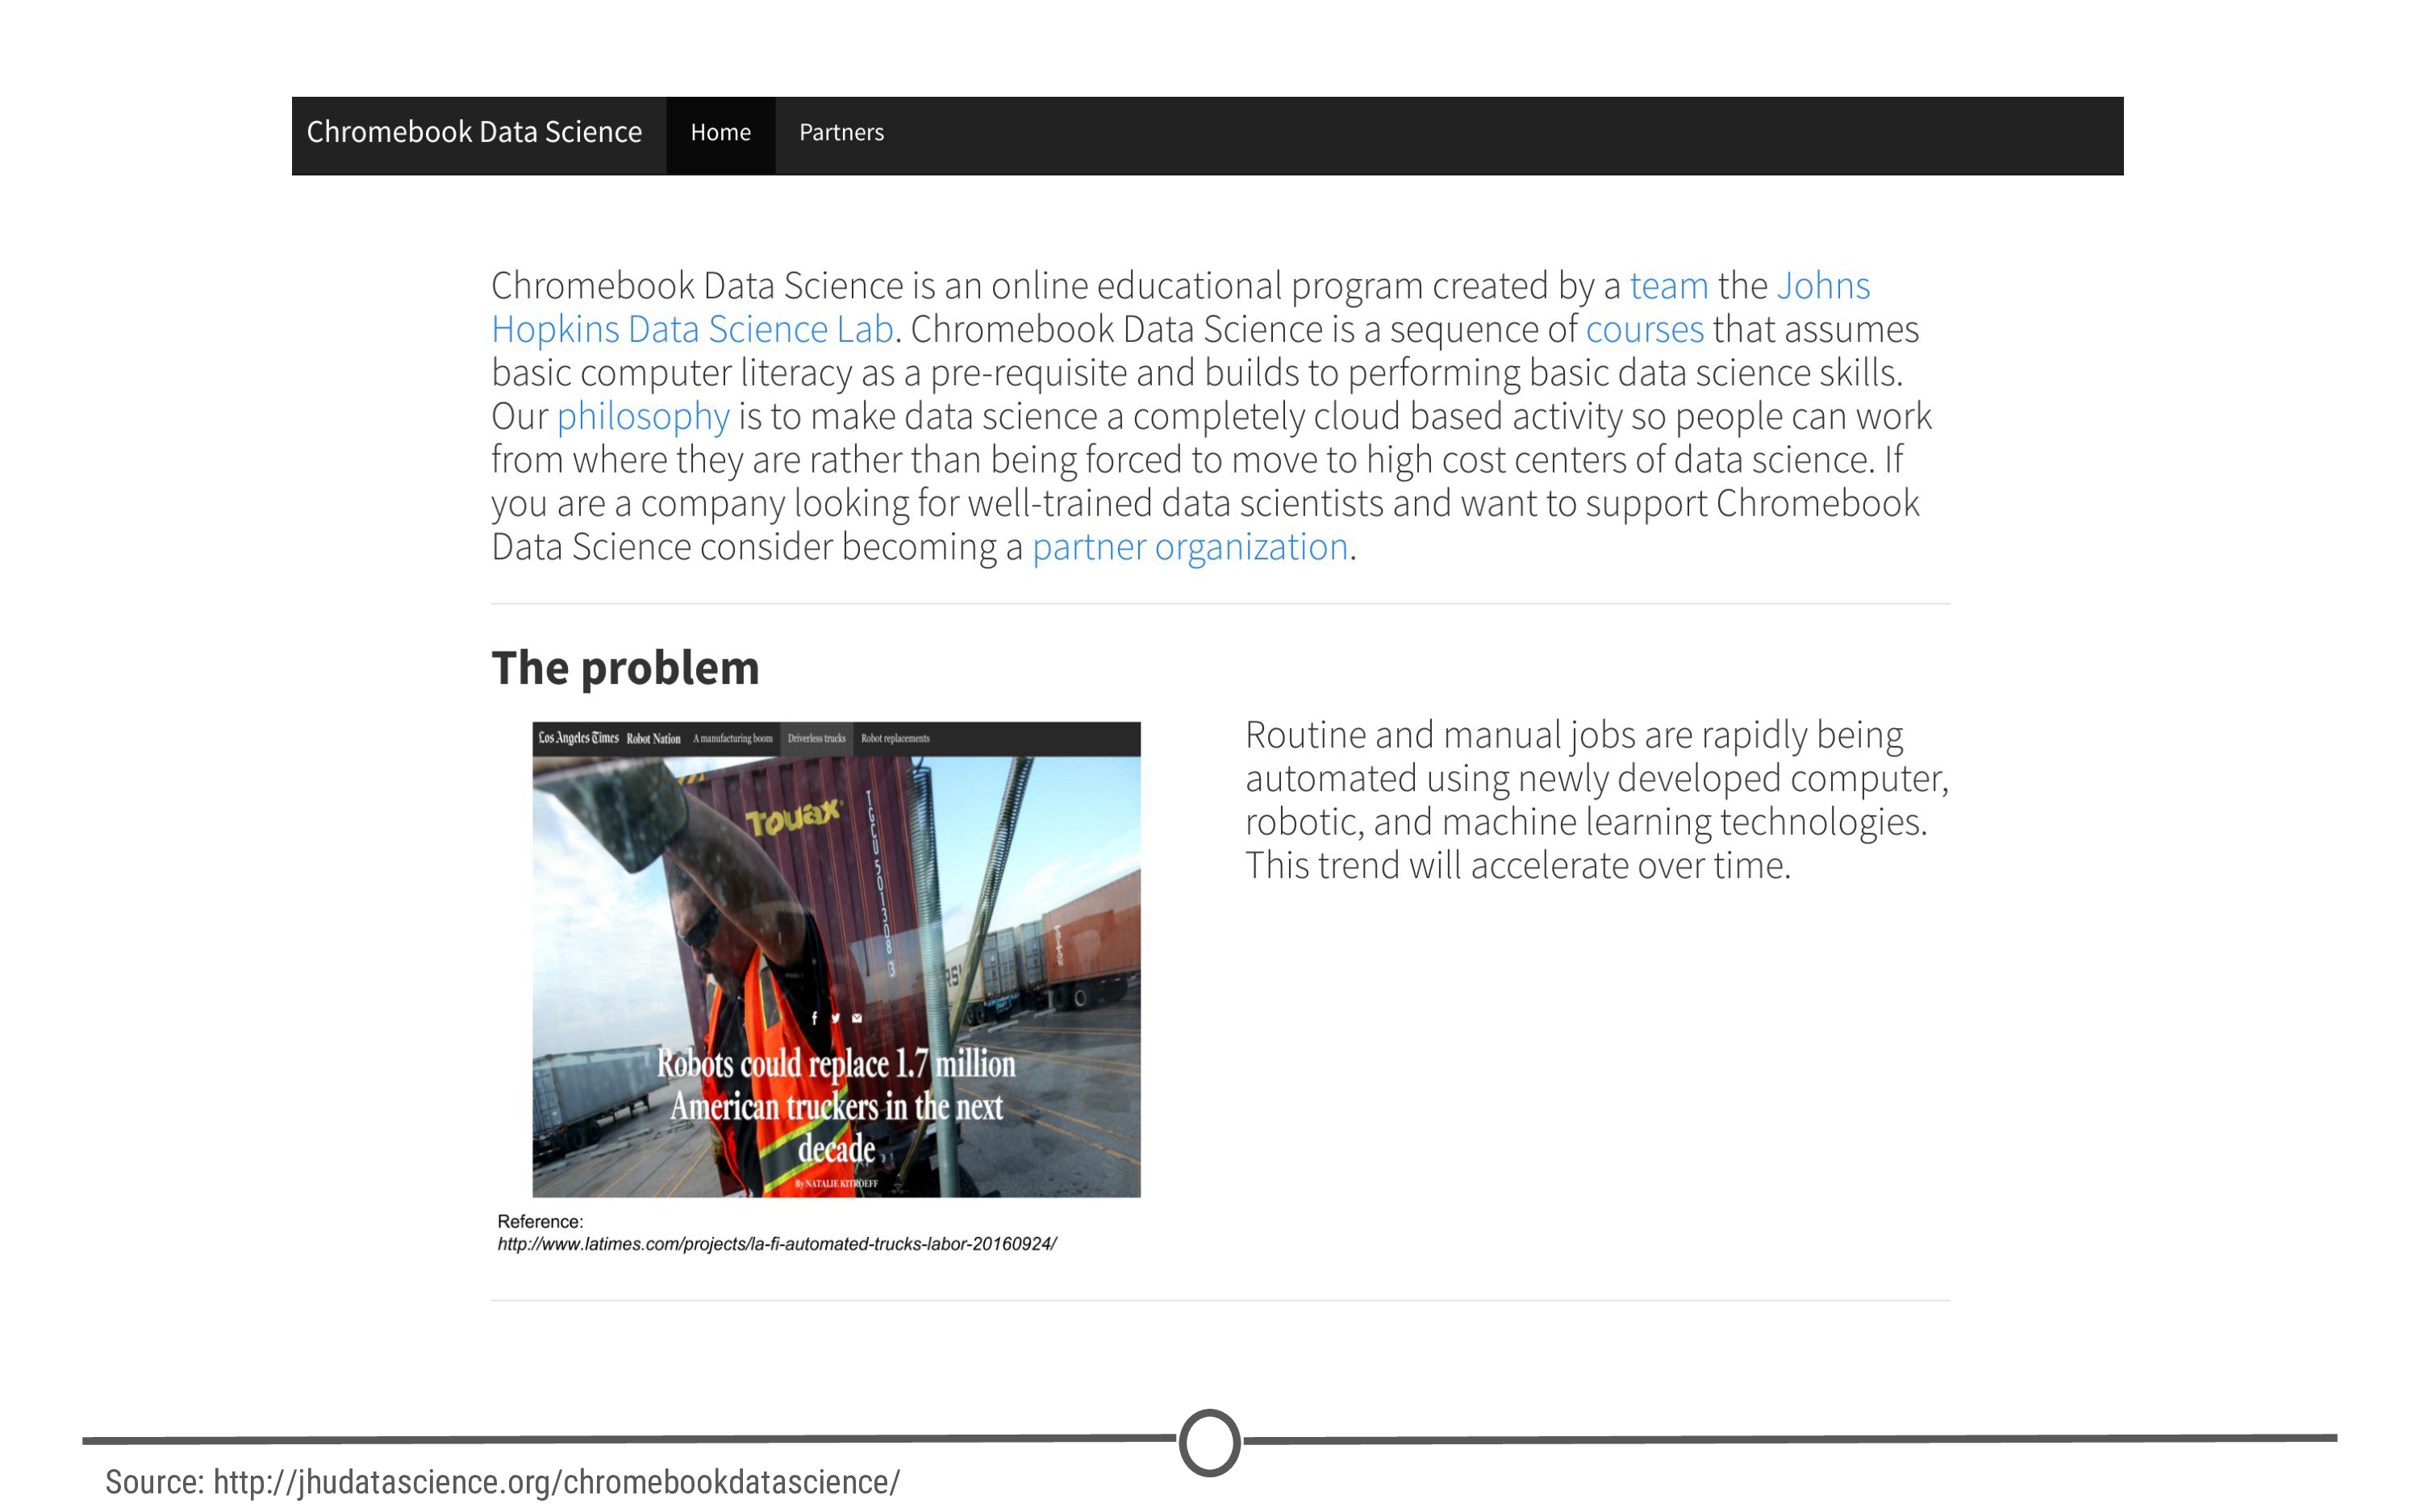 Chromebook Data Science Home Partners
Chromebook Data Science is an online educational program created by a team the Johns
Hopkins Data Science Lab. Chromebook Data Science is a sequence of courses that assumes
basic computer literacy as a pre-requisite and builds to performing basic data science skills.
Our philosophy is to make data science a completely cloud based activity so people can work
from where they are rather than being forced to move to high cost centers of data science. If
you are a company looking for well-trained data scientists and want to support Chromebook
Data Science consider becoming a partner organization.
The problem
Los Angeles Times Robot Nation A manufacturing boom Driverless trucks Robot replacements
Touax
Robots could replace 1.7 million
American truckers in the next
decade
By NATALIE KITROEFF
Reference:
http://www.latimes.com/projects/la-fi-automated-trucks-labor-20160924/
Routine and manual jobs are rapidly being
automated using newly developed computer,
robotic, and machine learning technologies.
This trend will accelerate over time.
Source: http://jhudatascience.org/chromebookdatascience/